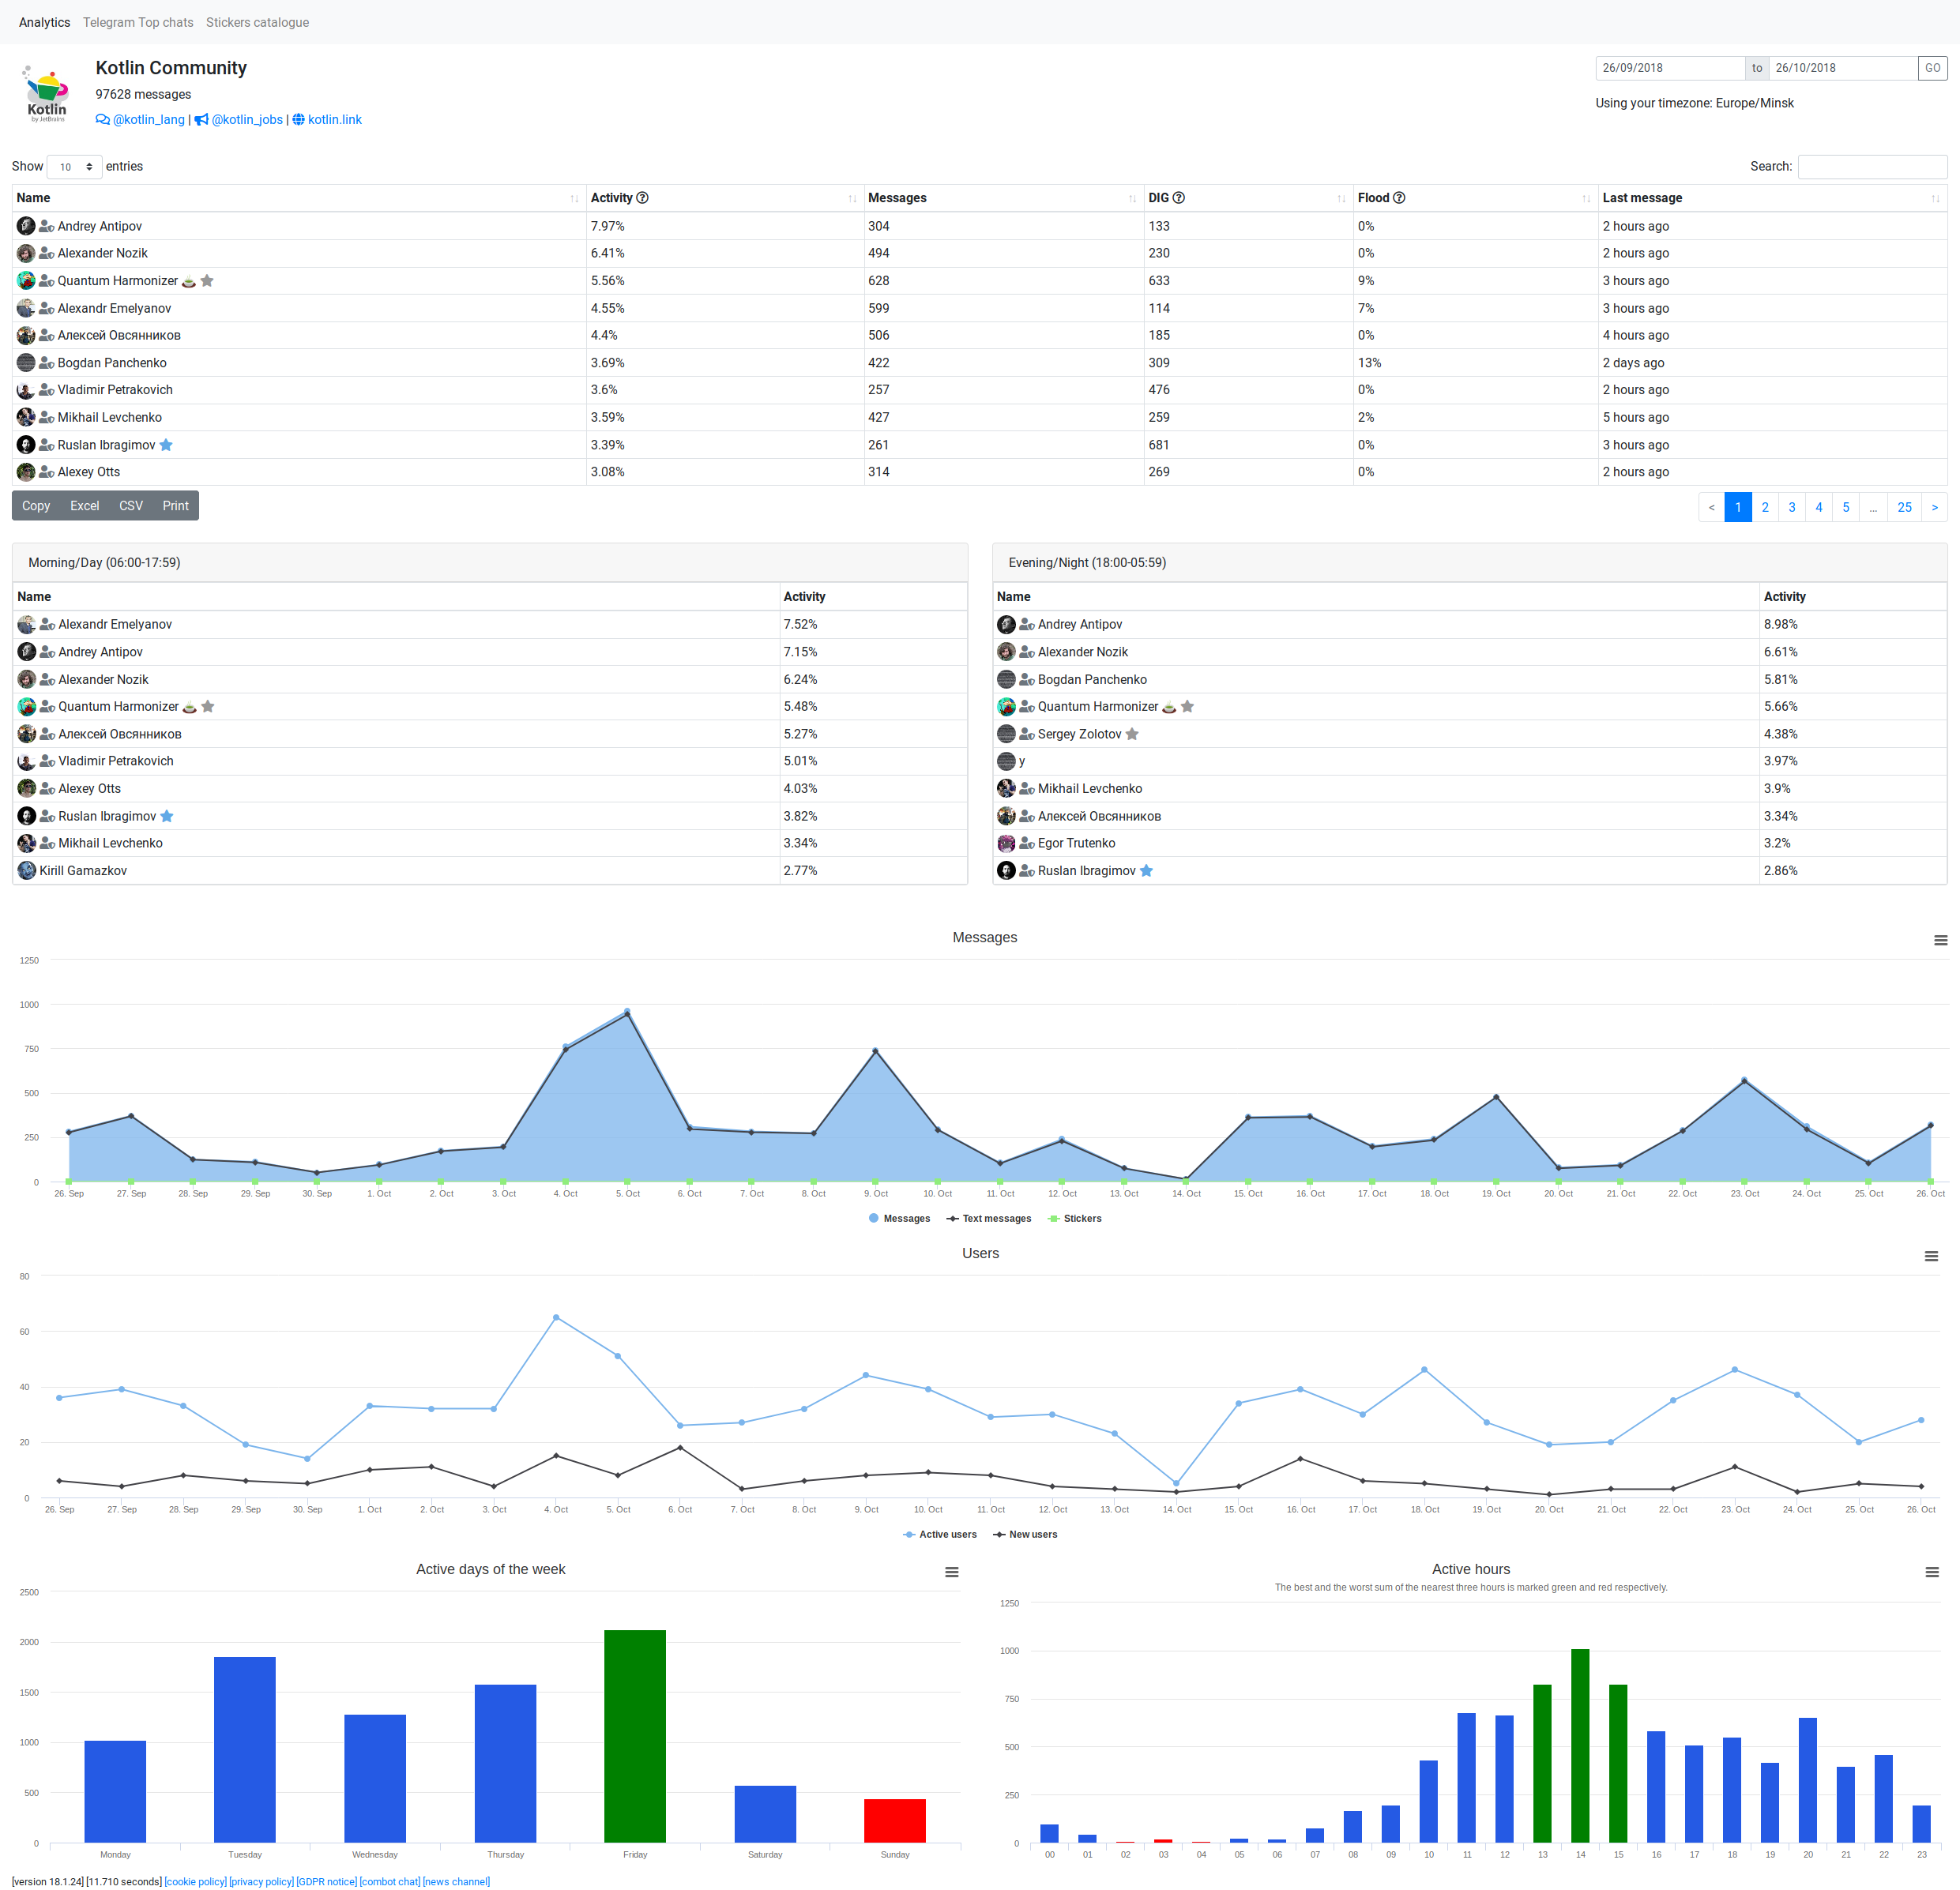 Analytics Telegram Top chats Stickers catalogue
Kotlin by JetBrains
Kotlin Community
97628 messages
@kotlin_lang | @kotlin_jobs | kotlin.link
26/09/2018 to 26/10/2018 GO
Using your timezone: Europe/Minsk
Show 10 entries
Search:
Name Activity Messages DIG Flood Last message
Andrey Antipov 7.97% 304 133 0% 2 hours ago
Alexander Nozik 6.41% 494 230 0% 2 hours ago
Quantum Harmonizer 🍵 5.56% 628 633 9% 3 hours ago
Alexandr Emelyanov 4.55% 599 114 7% 3 hours ago
Алексей Овсянников 4.4% 506 185 0% 4 hours ago
Bogdan Panchenko 3.69% 422 309 13% 2 days ago
Vladimir Petrakovich 3.6% 257 476 0% 2 hours ago
Mikhail Levchenko 3.59% 427 259 2% 5 hours ago
Ruslan Ibragimov 3.39% 261 681 0% 3 hours ago
Alexey Otts 3.08% 314 269 0% 2 hours ago
Copy Excel CSV Print
< 1 2 3 4 5 ... 25 >
Morning/Day (06:00-17:59)
Name Activity
Alexandr Emelyanov 7.52%
Andrey Antipov 7.15%
Alexander Nozik 6.24%
Quantum Harmonizer 🍵 5.48%
Алексей Овсянников 5.27%
Vladimir Petrakovich 5.01%
Alexey Otts 4.03%
Ruslan Ibragimov 3.82%
Mikhail Levchenko 3.34%
Kirill Gamazkov 2.77%
Evening/Night (18:00-05:59)
Name Activity
Andrey Antipov 8.98%
Alexander Nozik 6.61%
Bogdan Panchenko 5.81%
Quantum Harmonizer 🍵 5.66%
Sergey Zolotov 4.38%
y 3.97%
Mikhail Levchenko 3.9%
Алексей Овсянников 3.34%
Egor Trutenko 3.2%
Ruslan Ibragimov 2.86%
Messages
1250
1000
750
500
250
0
26. Sep 27. Sep 28. Sep 29. Sep 30. Sep 1. Oct 2. Oct 3. Oct 4. Oct 5. Oct 6. Oct 7. Oct 8. Oct 9. Oct 10. Oct 11. Oct 12. Oct 13. Oct 14. Oct 15. Oct 16. Oct 17. Oct 18. Oct 19. Oct 20. Oct 21. Oct 22. Oct 23. Oct 24. Oct 25. Oct 26. Oct
Messages Text messages Stickers
Users
80
60
40
20
0
26. Sep 27. Sep 28. Sep 29. Sep 30. Sep 1. Oct 2. Oct 3. Oct 4. Oct 5. Oct 6. Oct 7. Oct 8. Oct 9. Oct 10. Oct 11. Oct 12. Oct 13. Oct 14. Oct 15. Oct 16. Oct 17. Oct 18. Oct 19. Oct 20. Oct 21. Oct 22. Oct 23. Oct 24. Oct 25. Oct 26. Oct
Active users New users
Active days of the week
2500
2000
1500
1000
500
0
Monday Tuesday Wednesday Thursday Friday Saturday Sunday
Active hours
The best and the worst sum of the nearest three hours is marked green and red respectively.
1250
1000
750
500
250
0
00 01 02 03 04 05 06 07 08 09 10 11 12 13 14 15 16 17 18 19 20 21 22 23
[version 18.1.24] [11.710 seconds] [cookie policy] [privacy policy] [GDPR notice] [combot chat] [news channel]